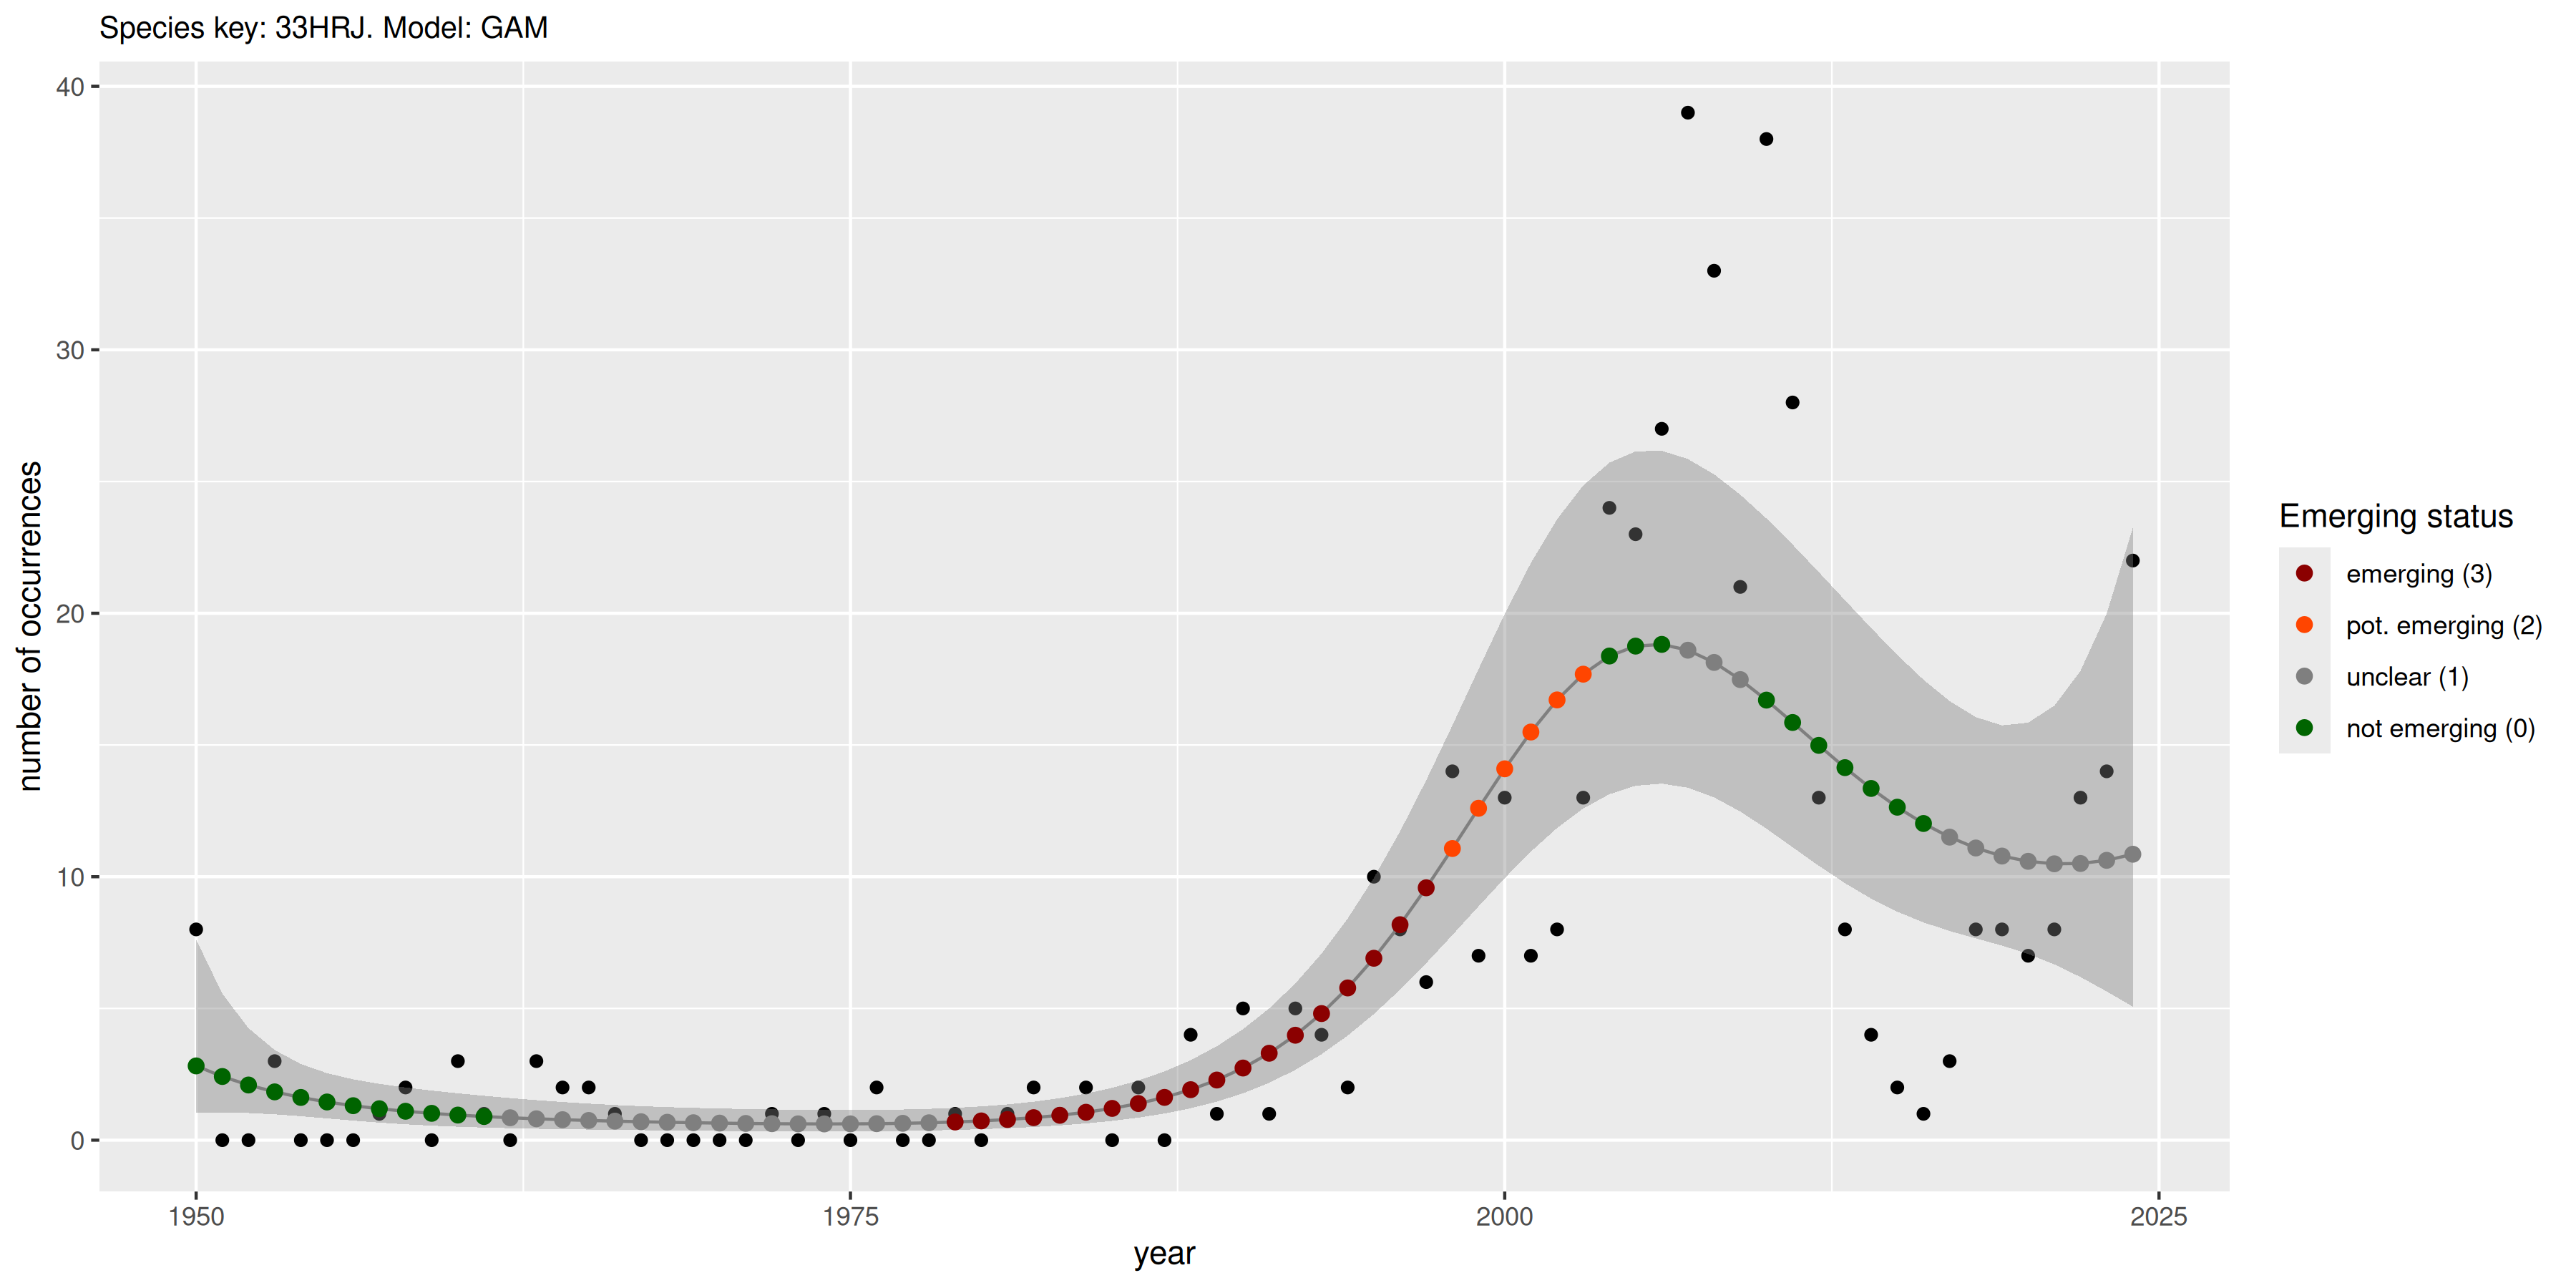 Species key: 33HRJ. Model: GAM
40
30
20
10
0
number of occurrences
1950
1975
2000
2025
year
Emerging status
emerging (3)
pot. emerging (2)
unclear (1)
not emerging (0)